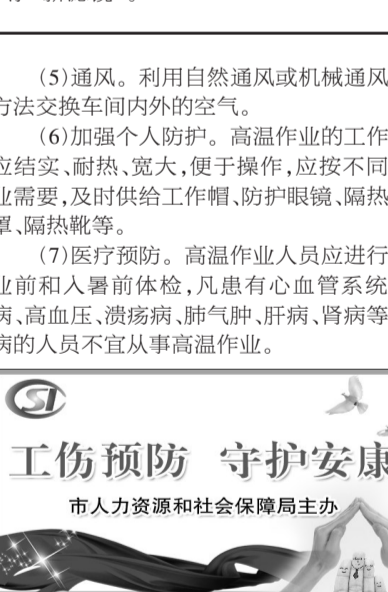 (5)通风。利用自然通风或机械通风
方法交换车间内外的空气。
(6)加强个人防护。高温作业的工作
应结实、耐热、宽大,便于操作,应按不同
业需要,及时供给工作帽、防护眼镜、隔热
罩、隔热靴等。
(7)医疗预防。高温作业人员应进行
业前和入暑前体检,凡患有心血管系统
病、高血压、溃疡病、肺气肿、肝病、肾病等
病的人员不宜从事高温作业。
CSI
工伤预防 守护安康
市人力资源和社会保障局主办